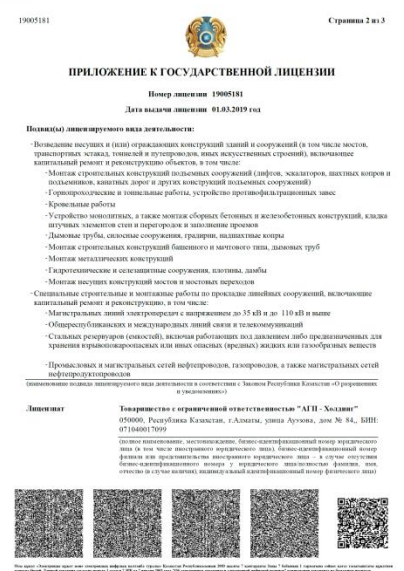 19005181
Страница 2 из 3
ПРИЛОЖЕНИЕ К ГОСУДАРСТВЕННОЙ ЛИЦЕНЗИИ
Номер лицензии 19005181
Дата выдачи лицензии 01.03.2019 год
Подвид(ы) лицензируемого вида деятельности:
- Возведение несущих и (или) ограждающих конструкций зданий и сооружений (в том числе мостов,
транспортных эстакад, тоннелей и путепроводов, иных искусственных строений), включающее
капитальный ремонт и реконструкцию объектов, в том числе:
- Монтаж строительных конструкций подъемных сооружений (лифтов, эскалаторов, шахтных копров и
подъемников, канатных дорог и других конструкций подъемных сооружений)
- Горнопроходческие и тоннельные работы, устройство противофильтрационных завес
- Кровельные работы
- Устройство монолитных, а также монтаж сборных бетонных и железобетонных конструкций, кладка
штучных элементов стен и перегородок и заполнение проемов
- Дымовые трубы, силосные сооружения, градирни, надшахтные копры
- Монтаж строительных конструкций башенного и мачтового типа, дымовых труб
- Монтаж металлических конструкций
- Гидротехнические и селезащитные сооружения, плотины, дамбы
- Монтаж несущих конструкций мостов и мостовых переходов
- Специальные строительные и монтажные работы по прокладке линейных сооружений, включающие
капитальный ремонт и реконструкцию, в том числе:
- Магистральных линий электропередач с напряжением до 35 кВ и до 110 кВ и выше
- Общереспубликанских и международных линий связи и телекоммуникаций
- Стальных резервуаров (емкостей), включая работающих под давлением либо предназначенных для
хранения взрывопожароопасных или иных опасных (вредных) жидких или газообразных веществ
- Промысловых и магистральных сетей нефтепроводов, газопроводов, а также магистральных сетей
нефтепродуктопроводов
(наименование подвида лицензируемого вида деятельности в соответствии с Законом Республики Казахстан «О разрешениях
и уведомлениях»)
Лицензиат
Товарищество с ограниченной ответственностью "АГП - Холдинг"
050000, Республика Казахстан, г.Алматы, улица Ауэзова, дом № 84,, БИН:
071040017099
(полное наименование, местонахождение, бизнес-идентификационный номер юридического
лица (в том числе иностранного юридического лица), бизнес-идентификационный номер
филиала или представительства иностранного юридического лица – в случае отсутствия
бизнес-идентификационного номера у юридического лица/полностью фамилия, имя,
отчество (в случае наличия), индивидуальный идентификационный номер физического лица)